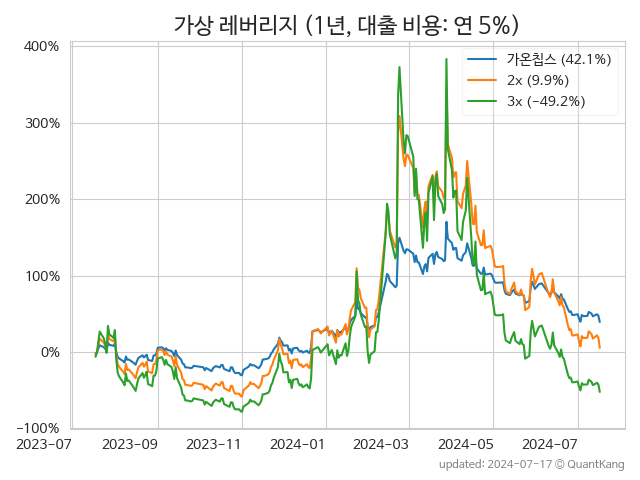 가상 레버리지 (1년, 대출 비용: 연 5%)
400%
300%
200%
100%
0%
−100%
가온칩스 (42.1%)
2x (9.9%)
3x (−49.2%)
2023-07
2023-09
2023-11
2024-01
2024-03
2024-05
2024-07
updated: 2024-07-17 © QuantKang